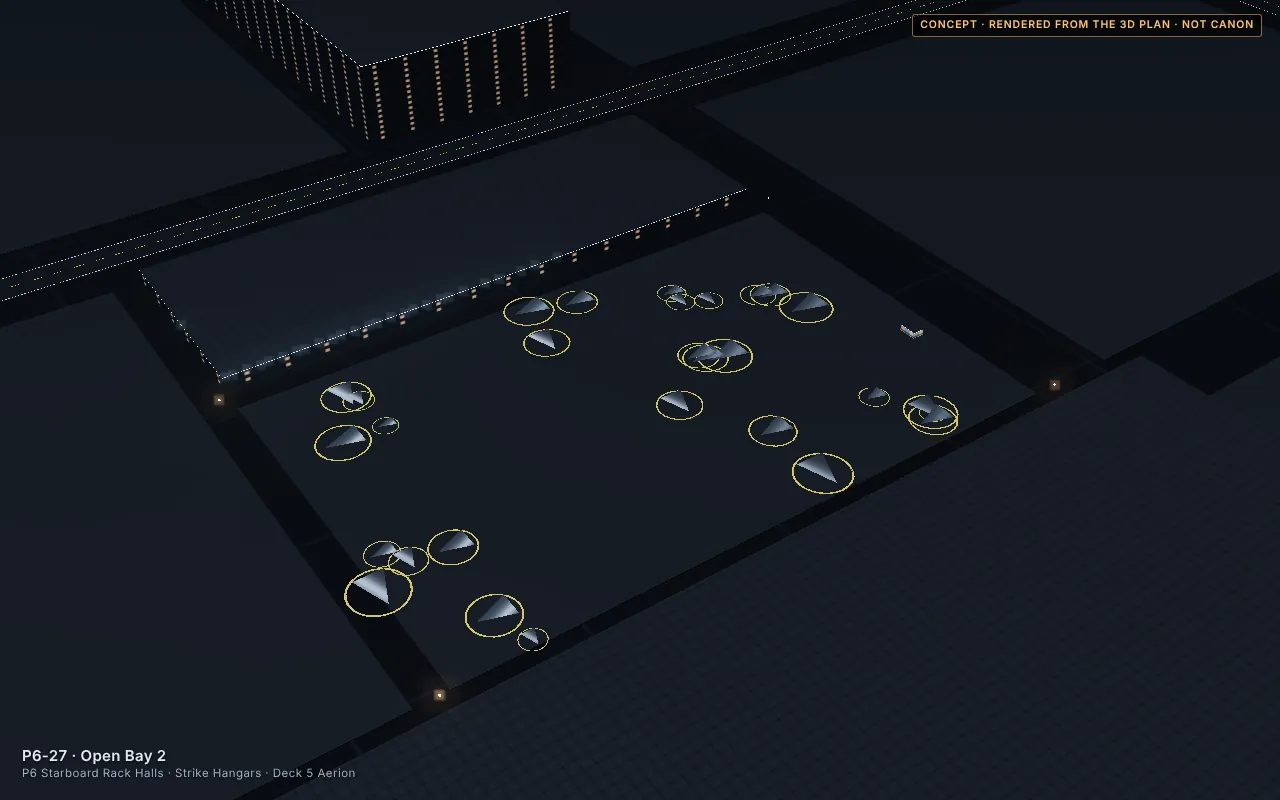 CONCEPT · RENDERED FROM THE 3D PLAN · NOT CANON
P6-27 · Open Bay 2
P6 Starboard Rack Halls · Strike Hangars · Deck 5 Aerion